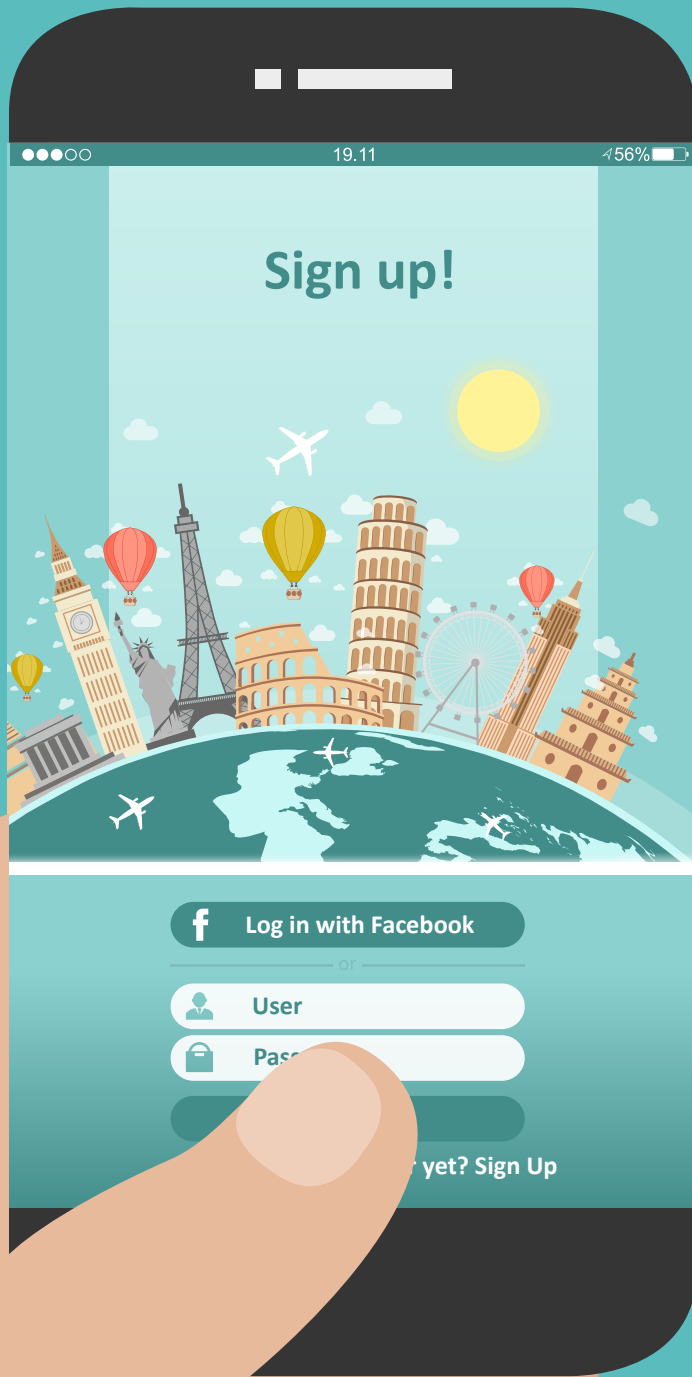 19.11 56%
Sign up!
f Log in with Facebook
or
User
yet? Sign Up